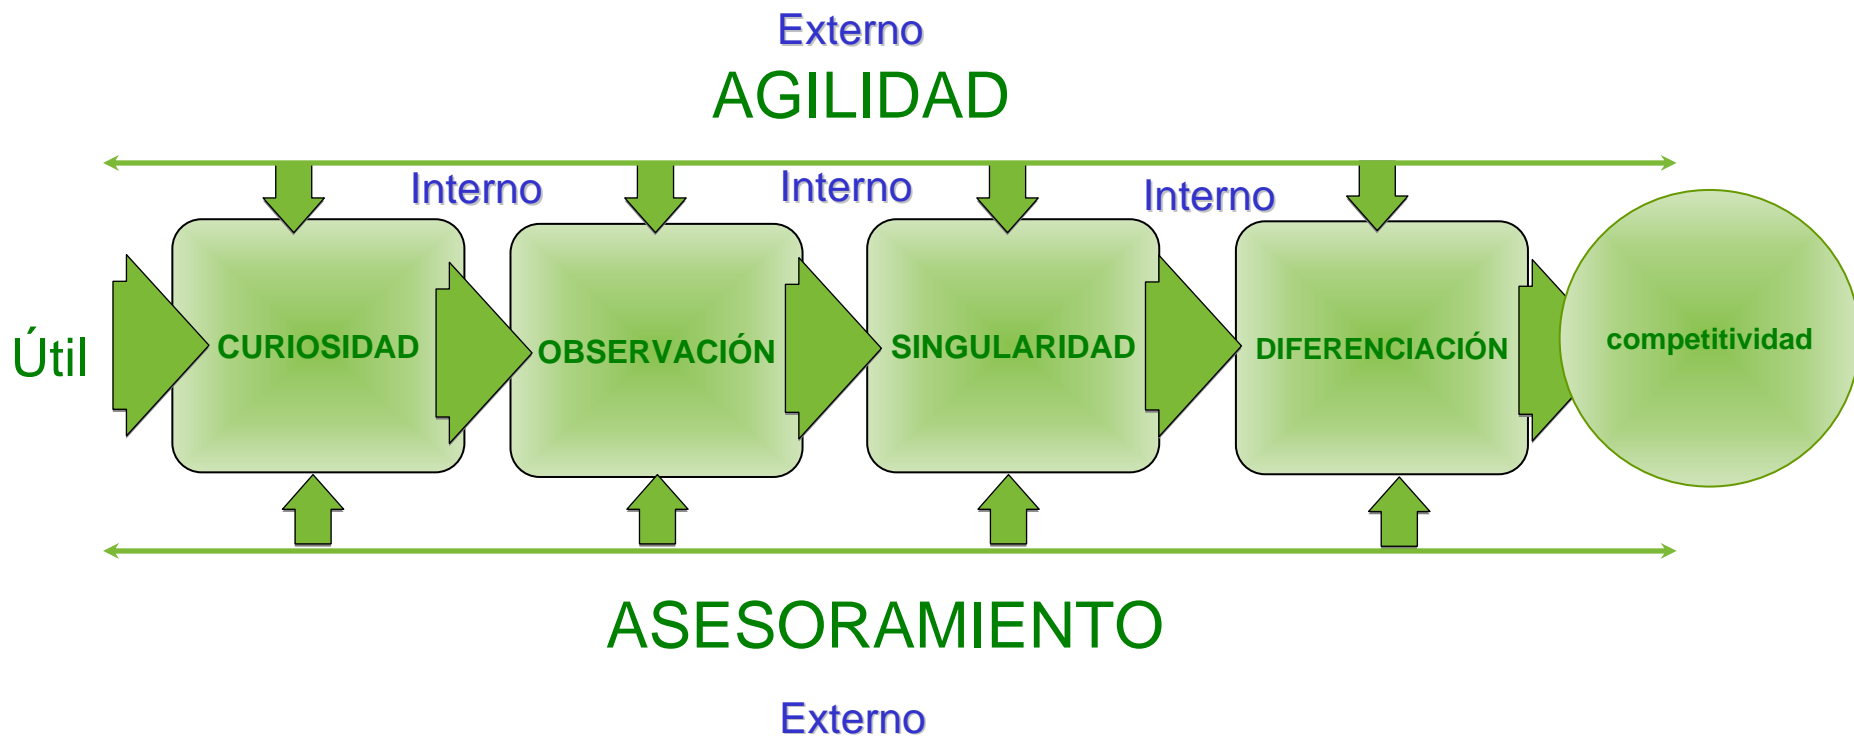 Externo
AGILIDAD
Interno
Interno
Interno
Útil
CURIOSIDAD
OBSERVACIÓN
SINGULARIDAD
DIFERENCIACIÓN
competitividad
ASESORAMIENTO
Externo